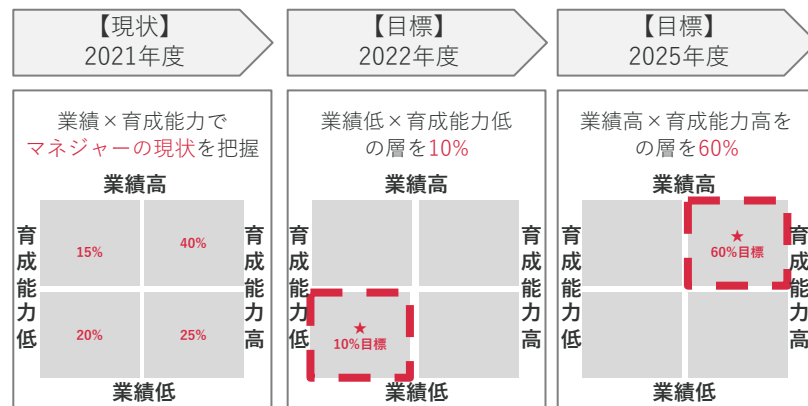 【現状】
2021年度
【目標】
2022年度
【目標】
2025年度
業績×育成能力で
マネジャーの現状を把握
業績高
育成能力低
育成能力高
15%
40%
20%
25%
業績低
業績低×育成能力低
の層を10%
業績高
育成能力低
育成能力高
★
10%目標
業績低
業績高×育成能力高を
の層を60%
業績高
育成能力低
育成能力高
★
60%目標
業績低